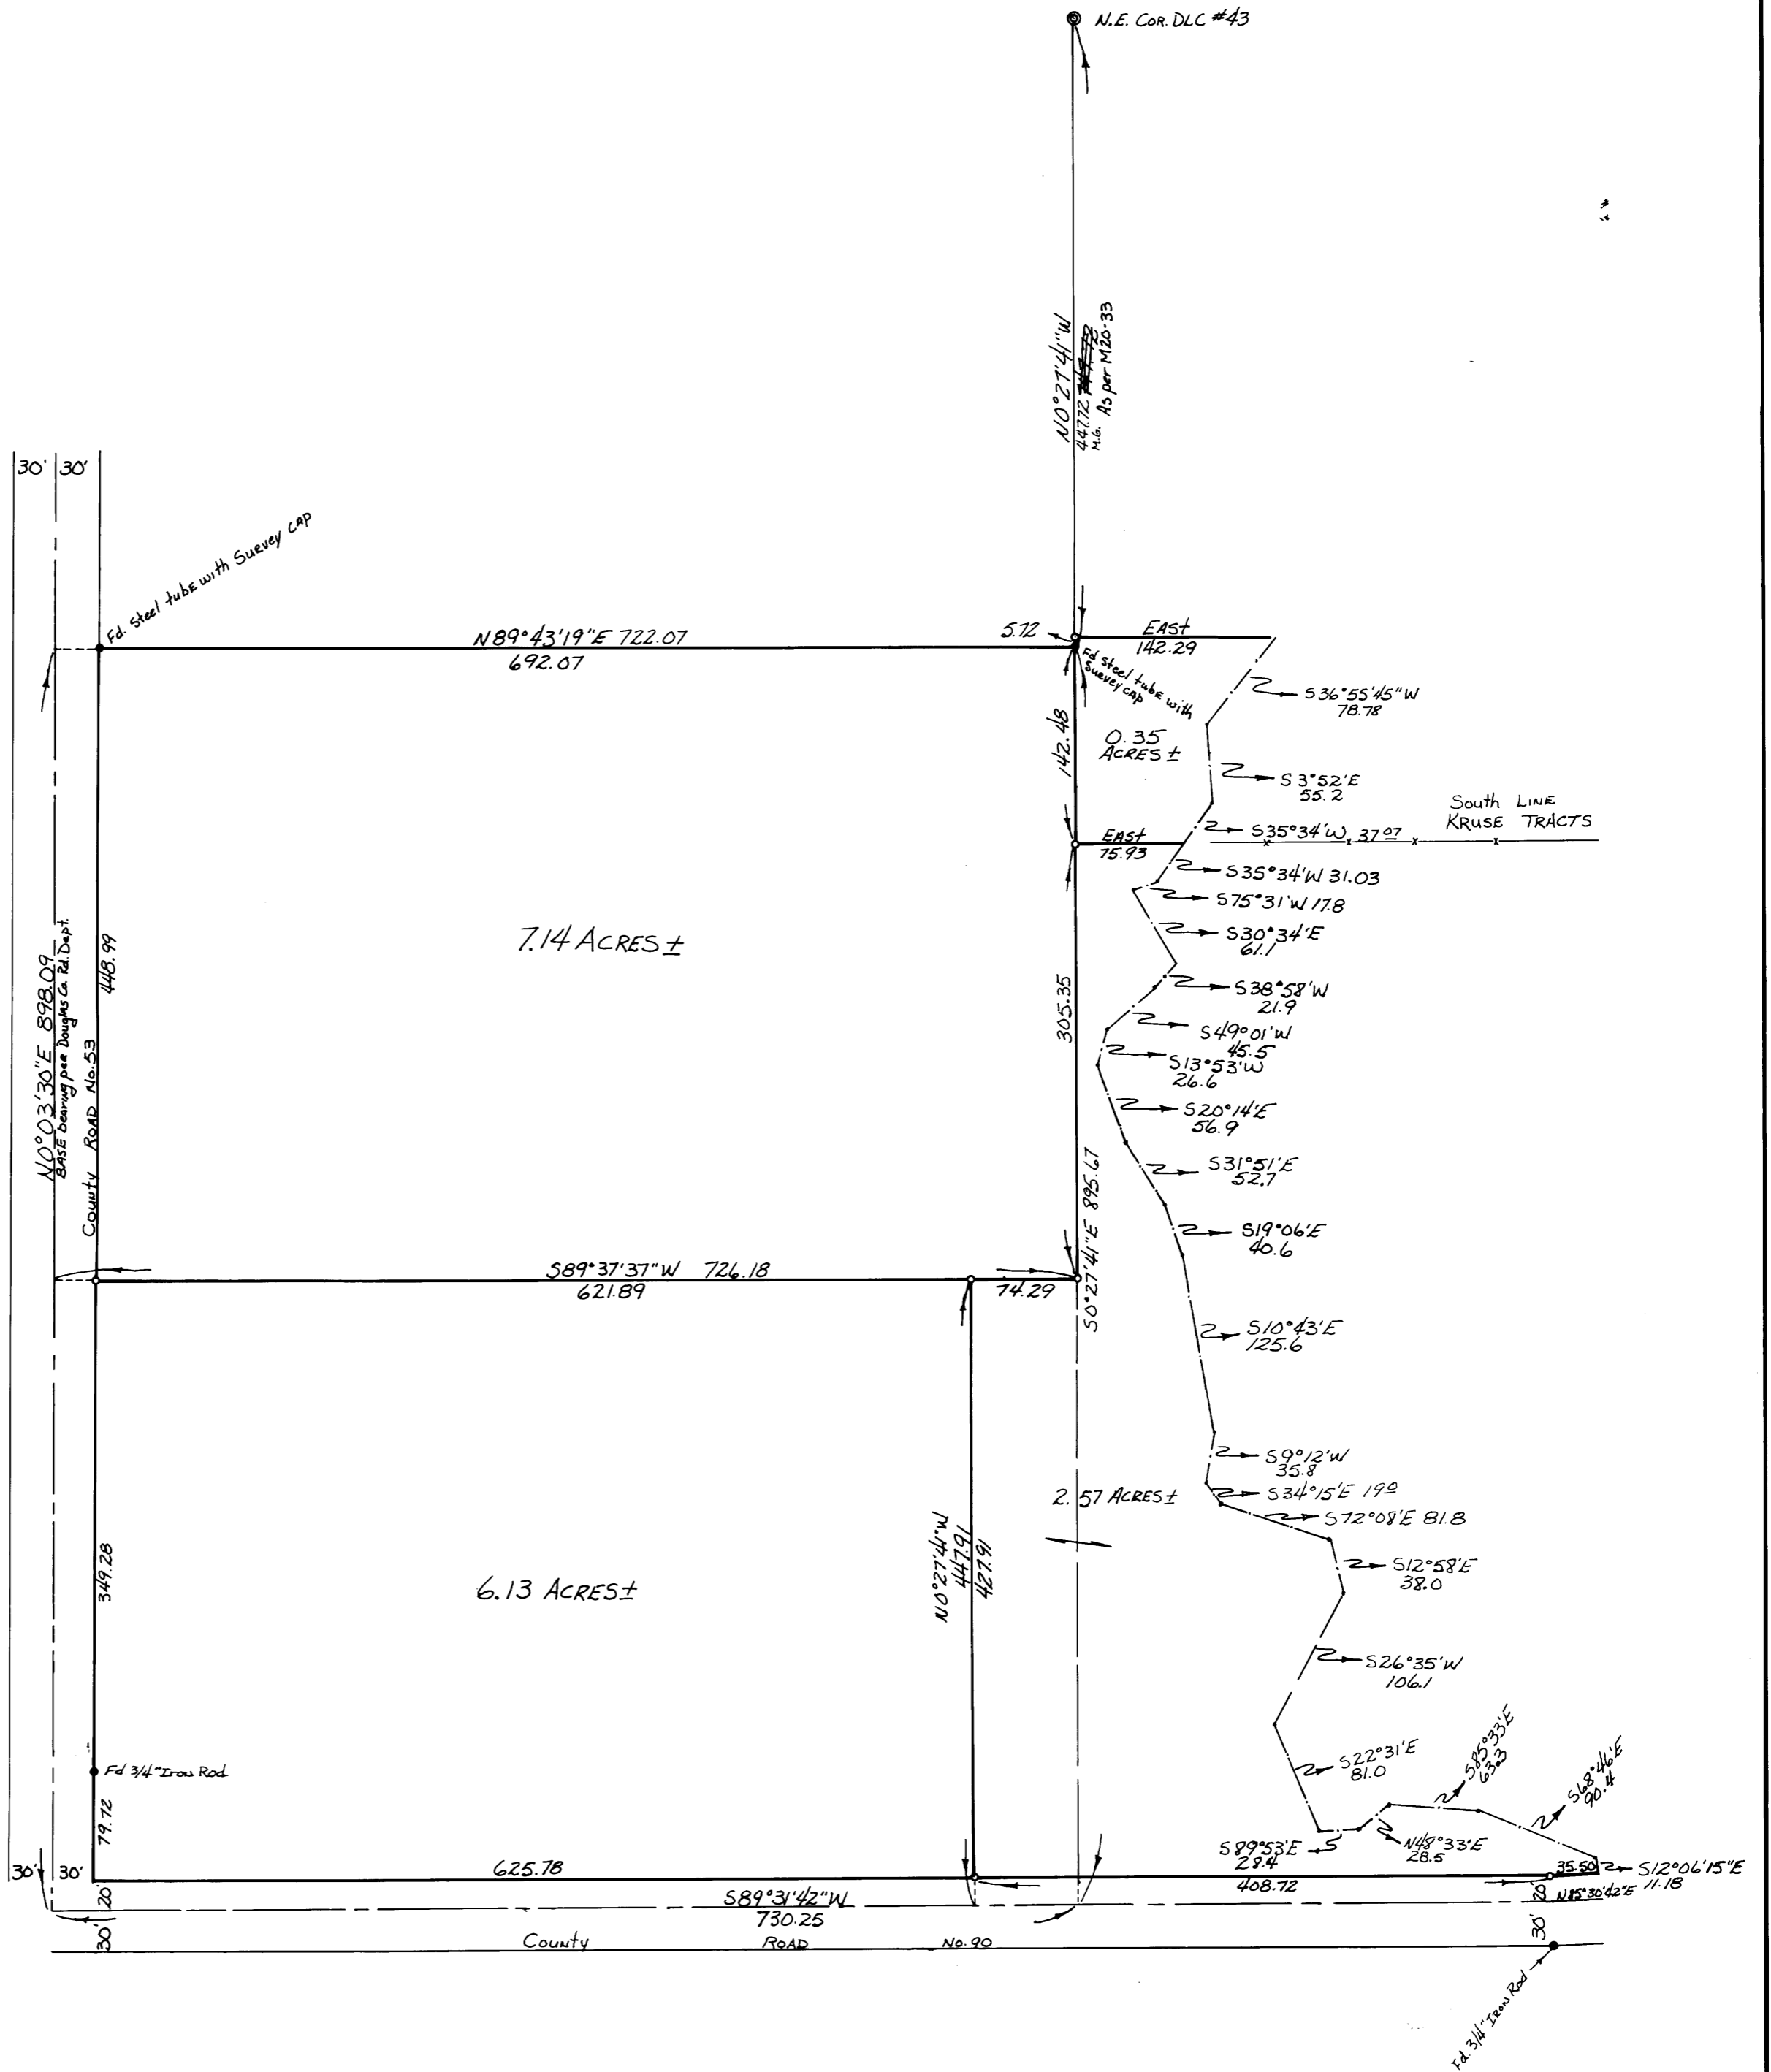 N.E. COR. DLC #43
N0°27'41"W
447.72
M.G. As per M20-33
30' 30'
Fd. Steel tube with Survey CAP
N89°43'19"E 722.07
692.07
5.72
EAST
142.29
Fd Steel tube with
Survey CAP
S36°55'45"W
78.78
142.48
0.35
ACRES ±
S3°52'E
55.2
South LINE
KRUSE TRACTS
S35°34'W 37.07
EAST
75.93
S35°34'W 31.03
S75°31'W 17.8
7.14 ACRES ±
S30°34'E
61.1
S38°58'W
21.9
S49°01'W
45.5
S13°53'W
26.6
S20°14'E
56.9
S31°51'E
52.7
S19°06'E
40.6
N0°03'30"E 898.09
BASE bearing per Douglas Co. Rd. Dept.
County ROAD No. 53
448.99
305.35
S0°27'41"E 895.67
S89°37'37"W 726.18
621.89
74.29
S10°43'E
125.6
S9°12'W
35.8
S34°15'E 19.0
2.57 ACRES ±
S72°08'E 81.8
S12°58'E
38.0
N0°27'41"W
447.91
427.91
349.28
6.13 ACRES ±
S26°35'W
106.1
S22°31'E
81.0
S85°33'E
63.3
S68°46'E
90.4
Fd 3/4" Iron Rod
79.72
S89°53'E
28.4
N48°33'E
28.5
30' 30'
625.78
35.50
S12°06'15"E
11.18
408.72
N85°30'42"E
20'
20'
S89°31'42"W
730.25
30'
30'
County ROAD No. 90
Fd. 3/4" Iron Rod